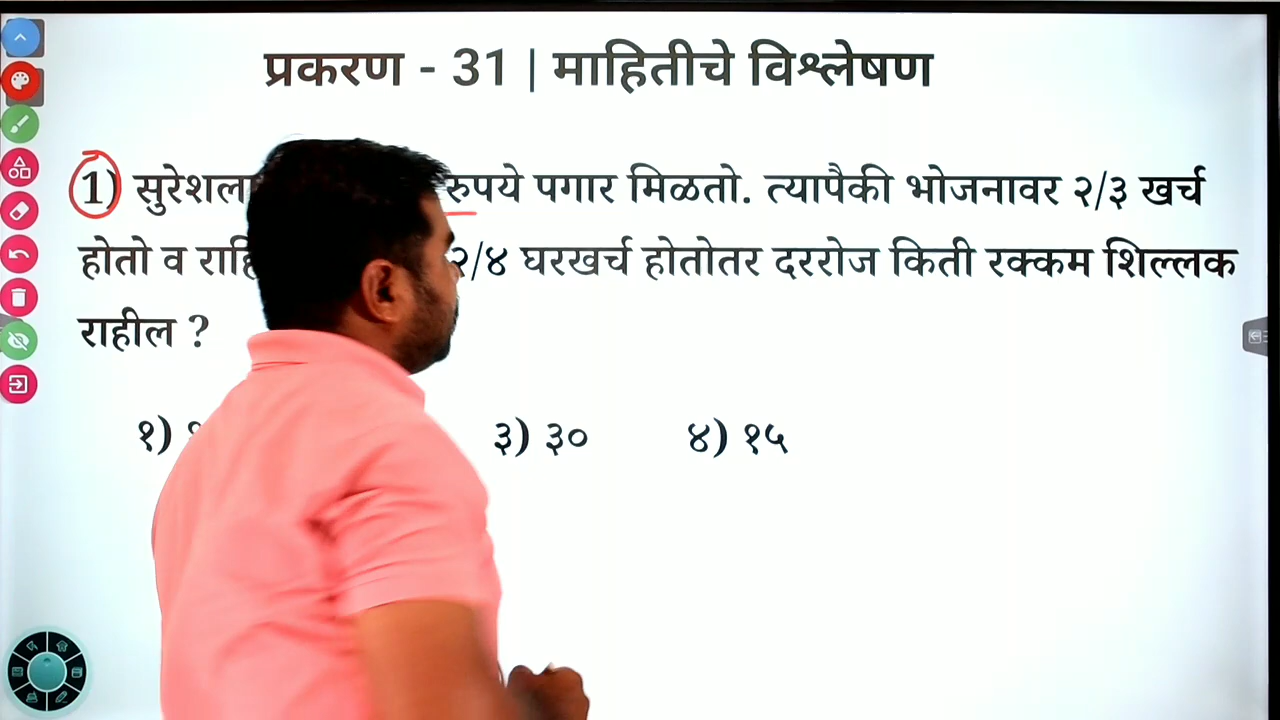 प्रकरण - 31 | माहितीचे विश्लेषण
1) सुरेशला रुपये पगार मिळतो. त्यापैकी भोजनावर २/३ खर्च
होतो व २/४ घरखर्च होतोतर दररोज किती रक्कम शिल्लक
राहील ?
१) ३) ३० ४) १५